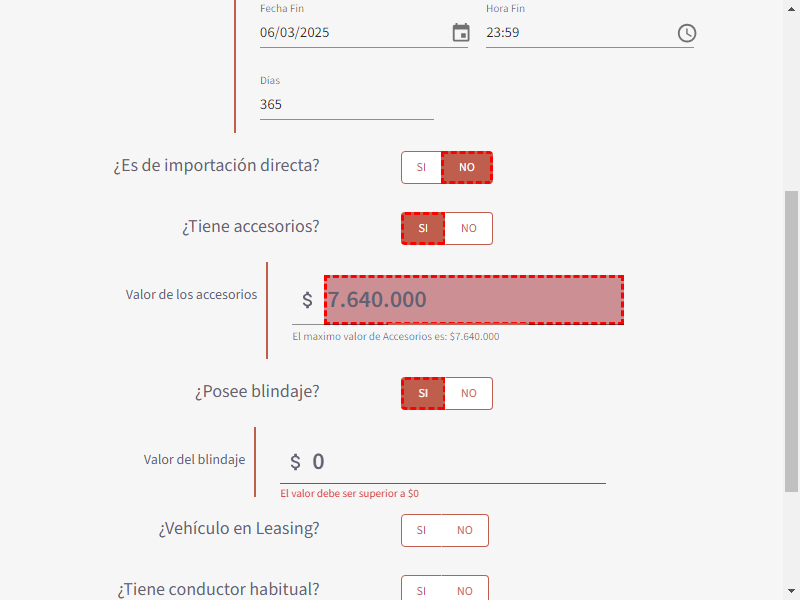 Fecha Fin
Hora Fin
06/03/2025
23:59
Días
365
¿Es de importación directa?
SI
NO
¿Tiene accesorios?
SI
NO
Valor de los accesorios
$ 7.640.000
El maximo valor de Accesorios es: $7.640.000
¿Posee blindaje?
SI
NO
Valor del blindaje
$ 0
El valor debe ser superior a $0
¿Vehículo en Leasing?
SI
NO
¿Tiene conductor habitual?
SI
NO